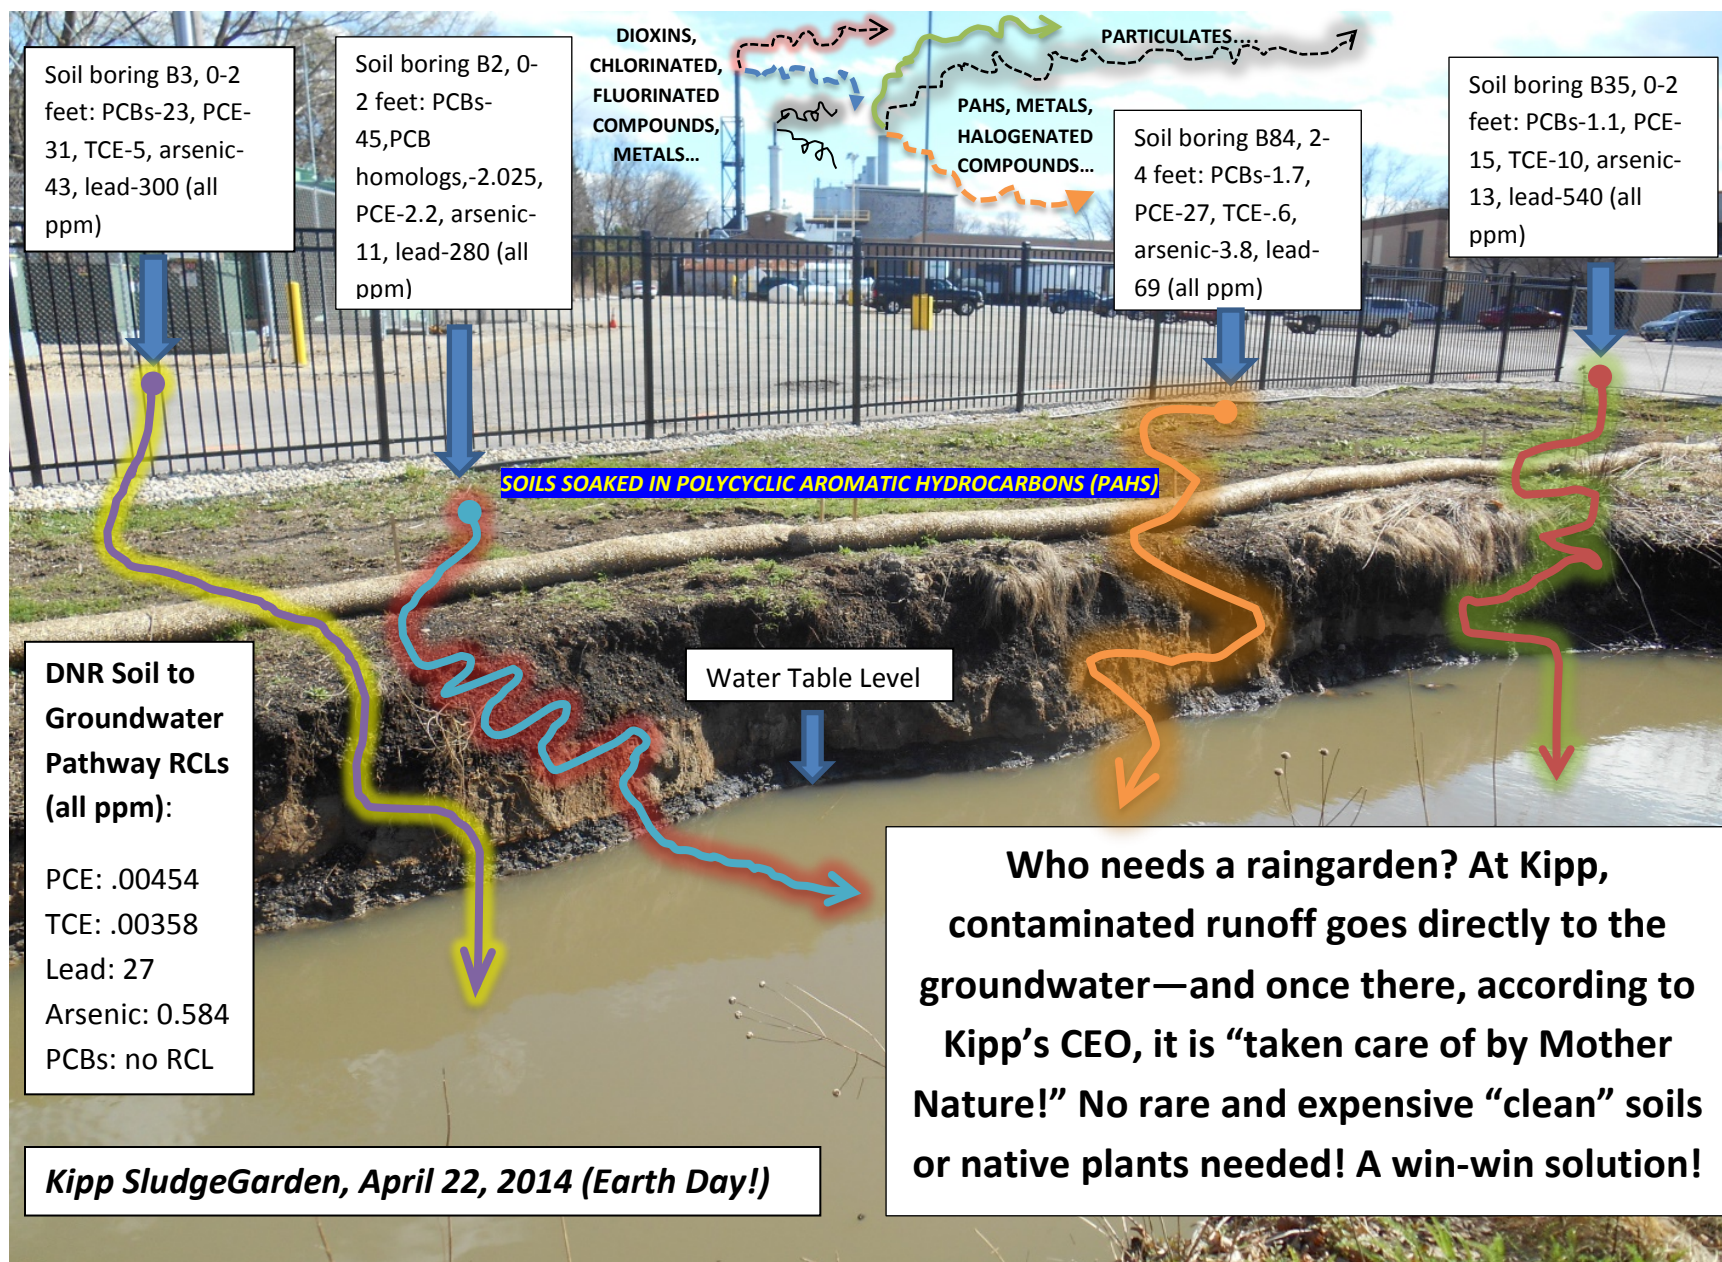 Soil boring B3, 0-2
feet: PCBs-23, PCE-
31, TCE-5, arsenic-
43, lead-300 (all
ppm)
Soil boring B2, 0-
2 feet: PCBs-
45,PCB
homologs,-2.025,
PCE-2.2, arsenic-
11, lead-280 (all
ppm)
DIOXINS,
CHLORINATED,
FLUORINATED
COMPOUNDS,
METALS...
PARTICULATES....
PAHS, METALS,
HALOGENATED
COMPOUNDS...
Soil boring B84, 2-
4 feet: PCBs-1.7,
PCE-27, TCE-.6,
arsenic-3.8, lead-
69 (all ppm)
Soil boring B35, 0-2
feet: PCBs-1.1, PCE-
15, TCE-10, arsenic-
13, lead-540 (all
ppm)
SOILS SOAKED IN POLYCYCLIC AROMATIC HYDROCARBONS (PAHS)
DNR Soil to
Groundwater
Pathway RCLs
(all ppm):
PCE: .00454
TCE: .00358
Lead: 27
Arsenic: 0.584
PCBs: no RCL
Water Table Level
Who needs a raingarden? At Kipp,
contaminated runoff goes directly to the
groundwater—and once there, according to
Kipp’s CEO, it is “taken care of by Mother
Nature!” No rare and expensive “clean” soils
or native plants needed! A win-win solution!
Kipp SludgeGarden, April 22, 2014 (Earth Day!)